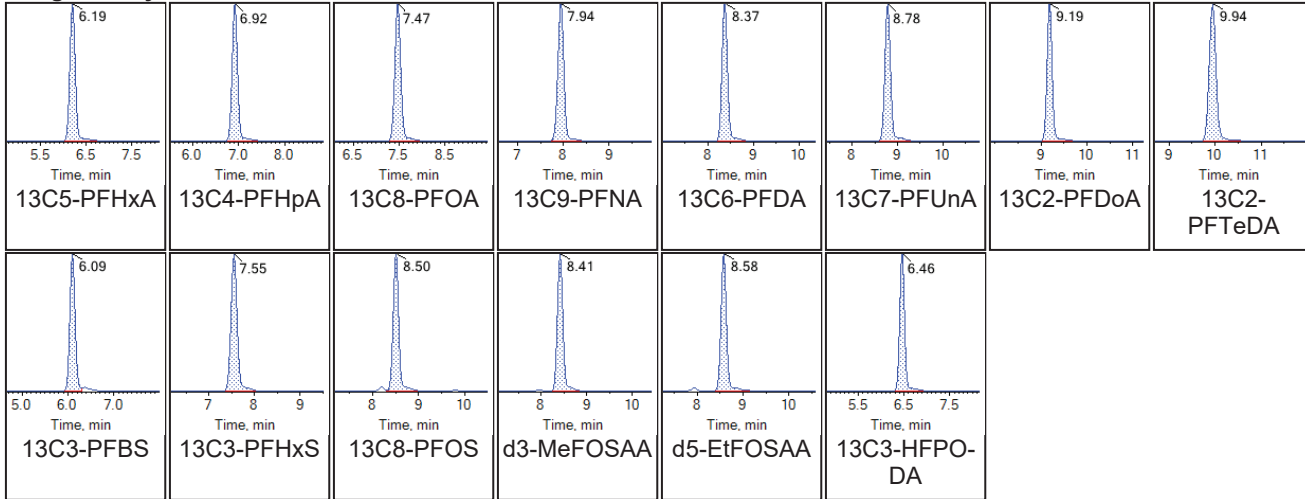 6.19
5.5 6.5 7.5
Time, min
13C5-PFHxA
6.92
6.0 7.0 8.0
Time, min
13C4-PFHpA
7.47
6.5 7.5 8.5
Time, min
13C8-PFOA
7.94
7 8 9
Time, min
13C9-PFNA
8.37
8 9 10
Time, min
13C6-PFDA
8.78
8 9 10
Time, min
13C7-PFUnA
9.19
9 10 11
Time, min
13C2-PFDoA
9.94
9 10 11
Time, min
13C2-
PFTeDA
6.09
5.0 6.0 7.0
Time, min
13C3-PFBS
7.55
7 8 9
Time, min
13C3-PFHxS
8.50
8 9 10
Time, min
13C8-PFOS
8.41
8 9 10
Time, min
d3-MeFOSAA
8.58
8 9 10
Time, min
d5-EtFOSAA
6.46
5.5 6.5 7.5
Time, min
13C3-HFPO-
DA